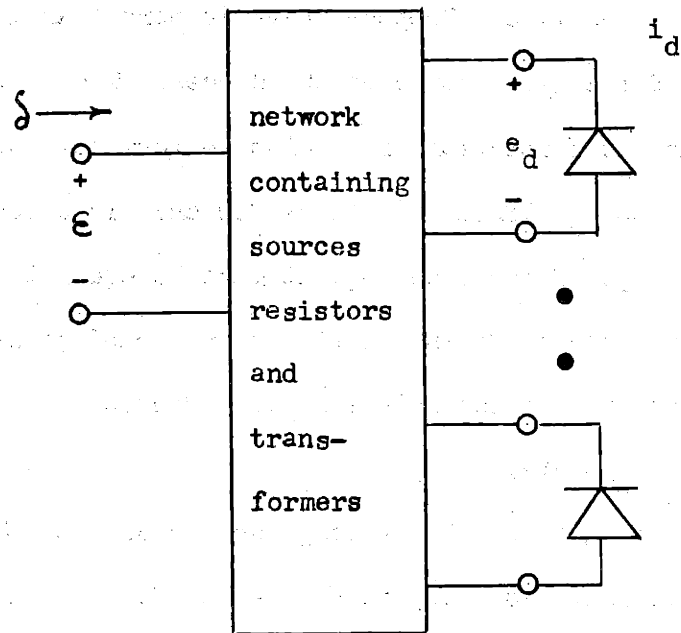 i_d
δ
network
+
+
containing
e_d
ε
sources
-
-
resistors
and
trans-
formers